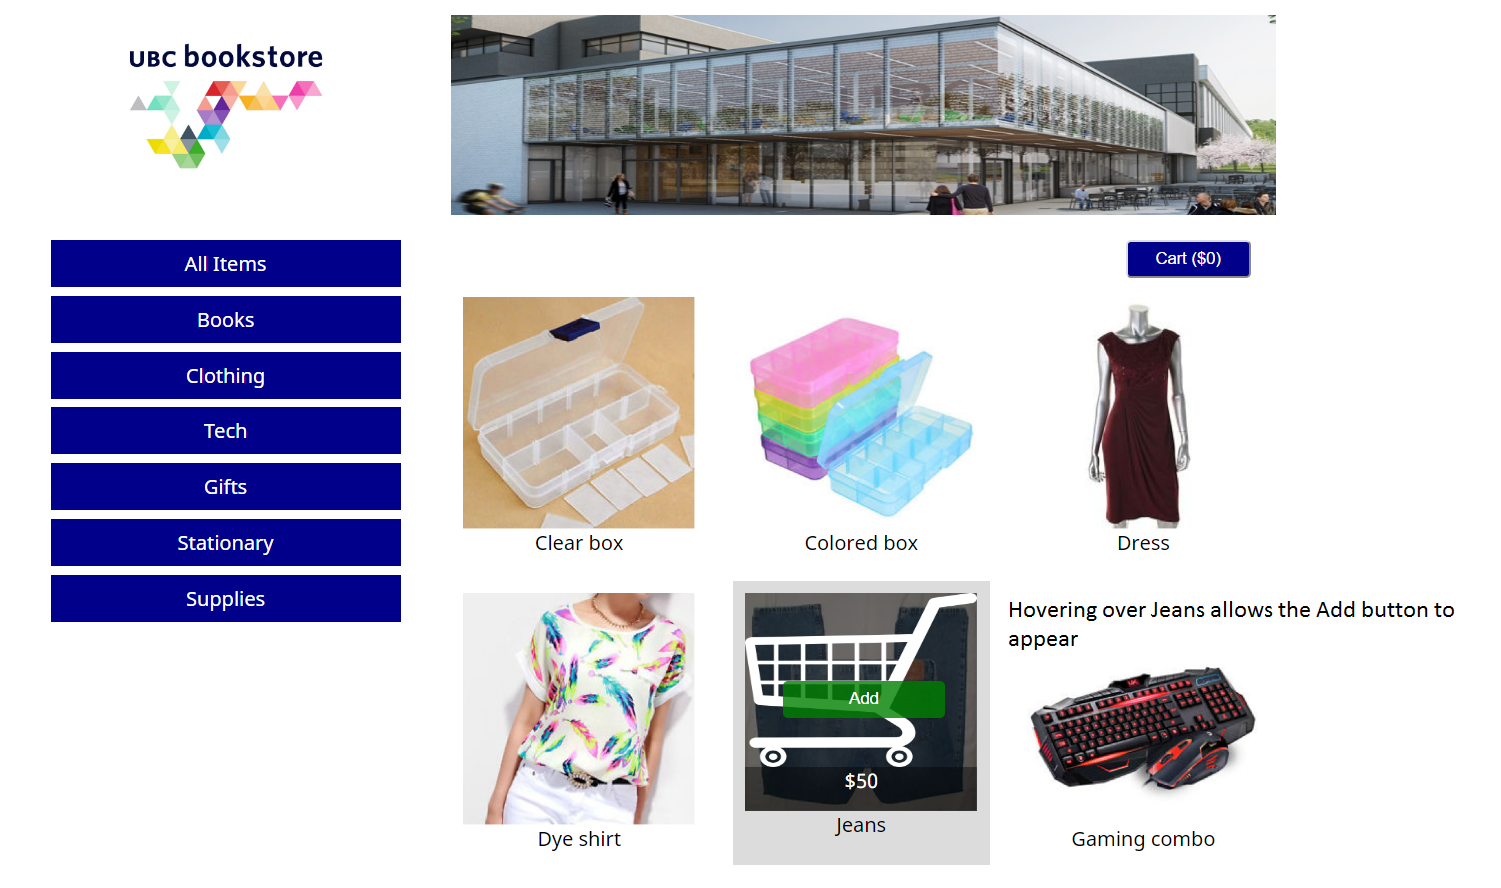 UBC bookstore
All Items
Books
Clothing
Tech
Gifts
Stationary
Supplies
Cart ($0)
Clear box
Colored box
Dress
Dye shirt
Add
$50
Jeans
Hovering over Jeans allows the Add button to
appear
Gaming combo